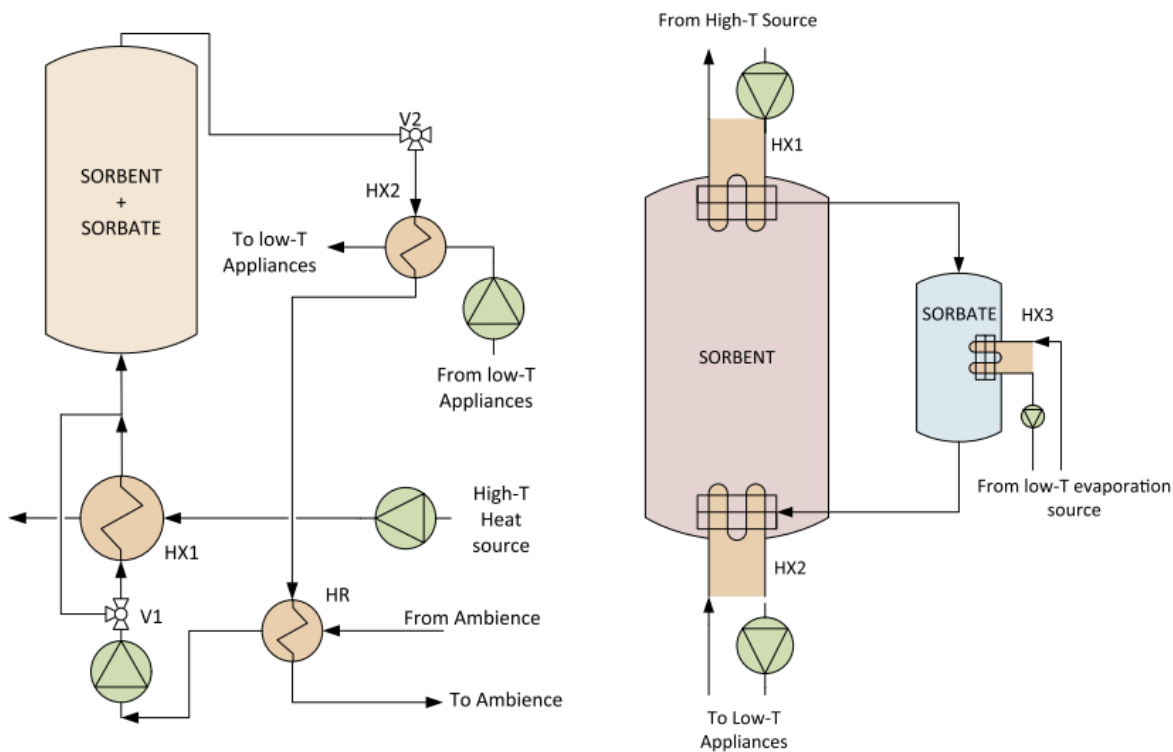 SORBENT
+
SORBATE
V2
HX2
To low-T
Appliances
From low-T
Appliances
High-T
Heat
source
HX1
V1
HR
From Ambience
To Ambience
From High-T Source
HX1
SORBENT
SORBATE
HX3
From low-T evaporation
source
HX2
To Low-T
Appliances